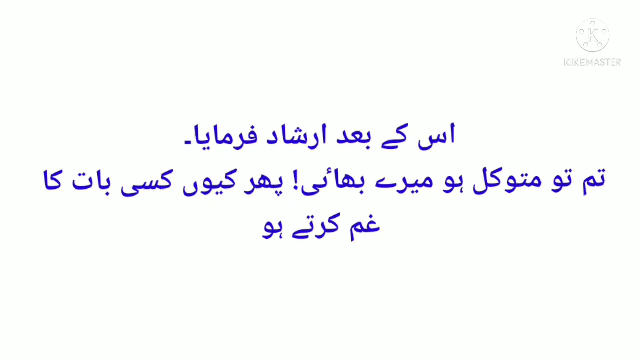 KINEMASTER
اس کے بعد ارشاد فرمایا۔
تم تو متوکل ہو میرے بھائی! پھر کیوں کسی بات کا
غم کرتے ہو